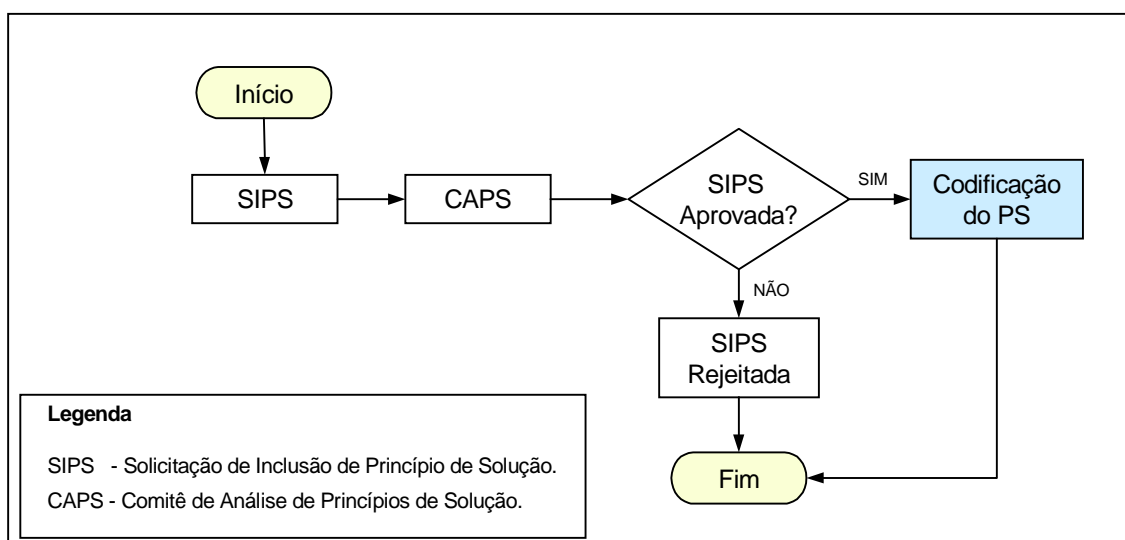 Início
SIPS
CAPS
SIPS
Aprovada?
SIM
Codificação
do PS
NÃO
SIPS
Rejeitada
Fim
Legenda
SIPS - Solicitação de Inclusão de Princípio de Solução.
CAPS - Comitê de Análise de Princípios de Solução.